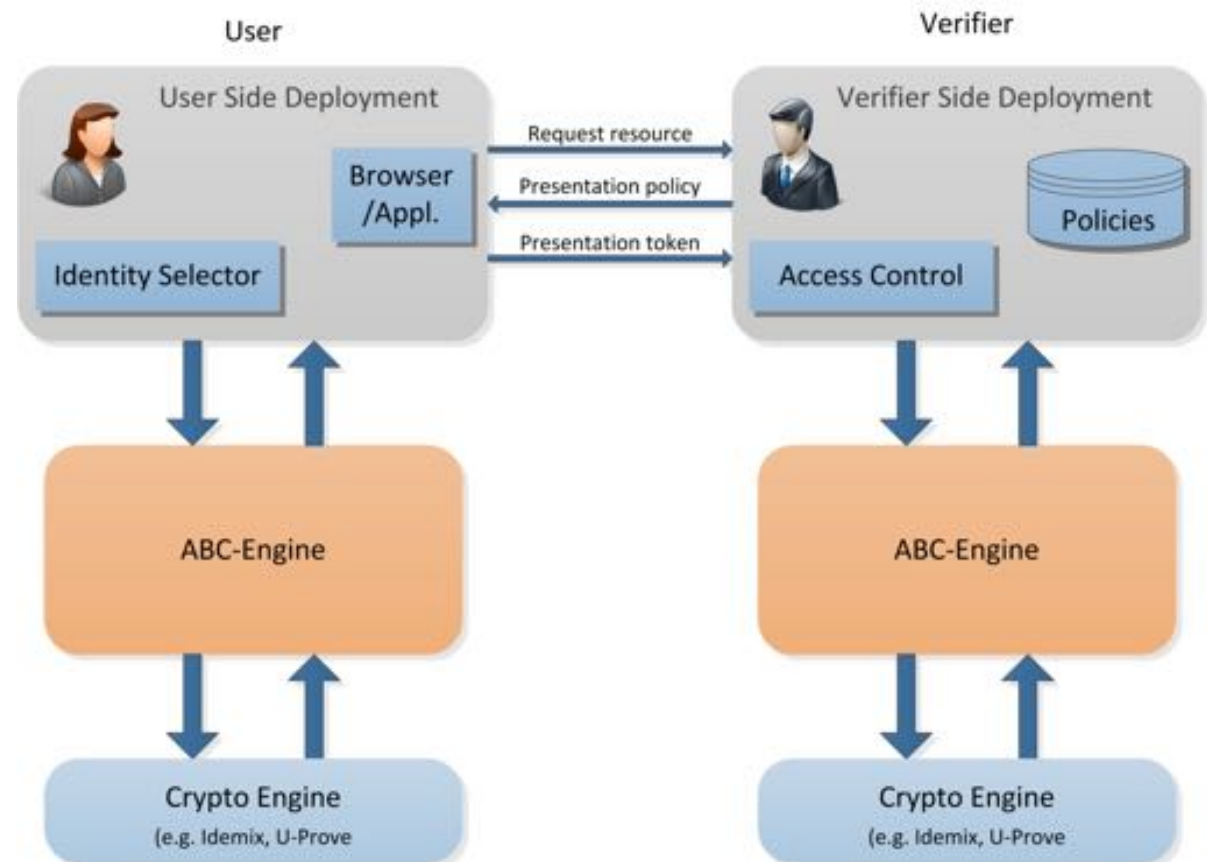 User
Verifier
User Side Deployment
Verifier Side Deployment
Request resource
Browser
/Appl.
Presentation policy
Policies
Presentation token
Identity Selector
Access Control
ABC-Engine
ABC-Engine
Crypto Engine
(e.g. Idemix, U-Prove
Crypto Engine
(e.g. Idemix, U-Prove